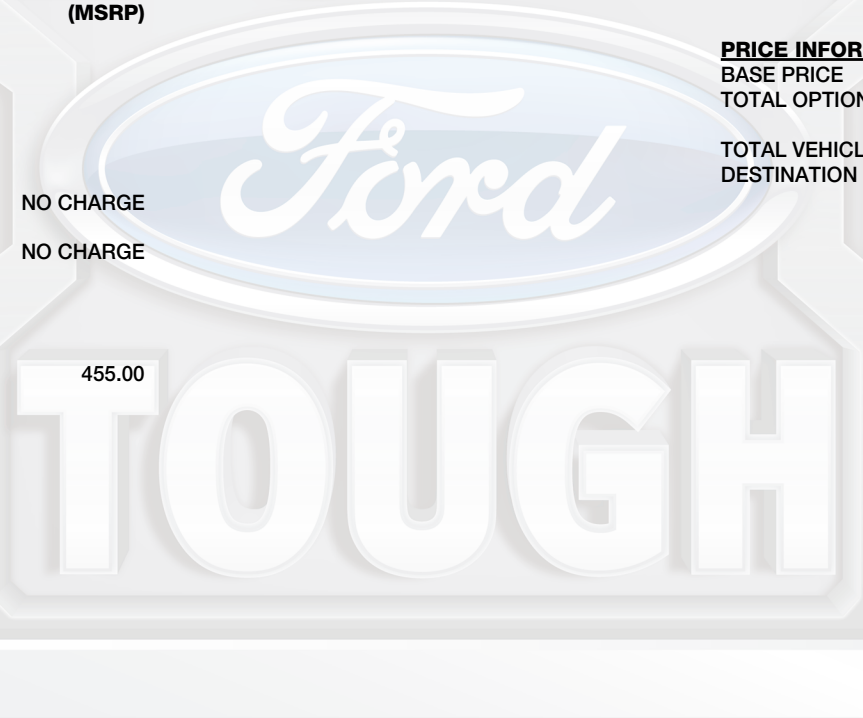 (MSRP)
PRICE INFOR
BASE PRICE
TOTAL OPTION
TOTAL VEHICL
DESTINATION
NO CHARGE
NO CHARGE
455.00
Ford
TOUGH